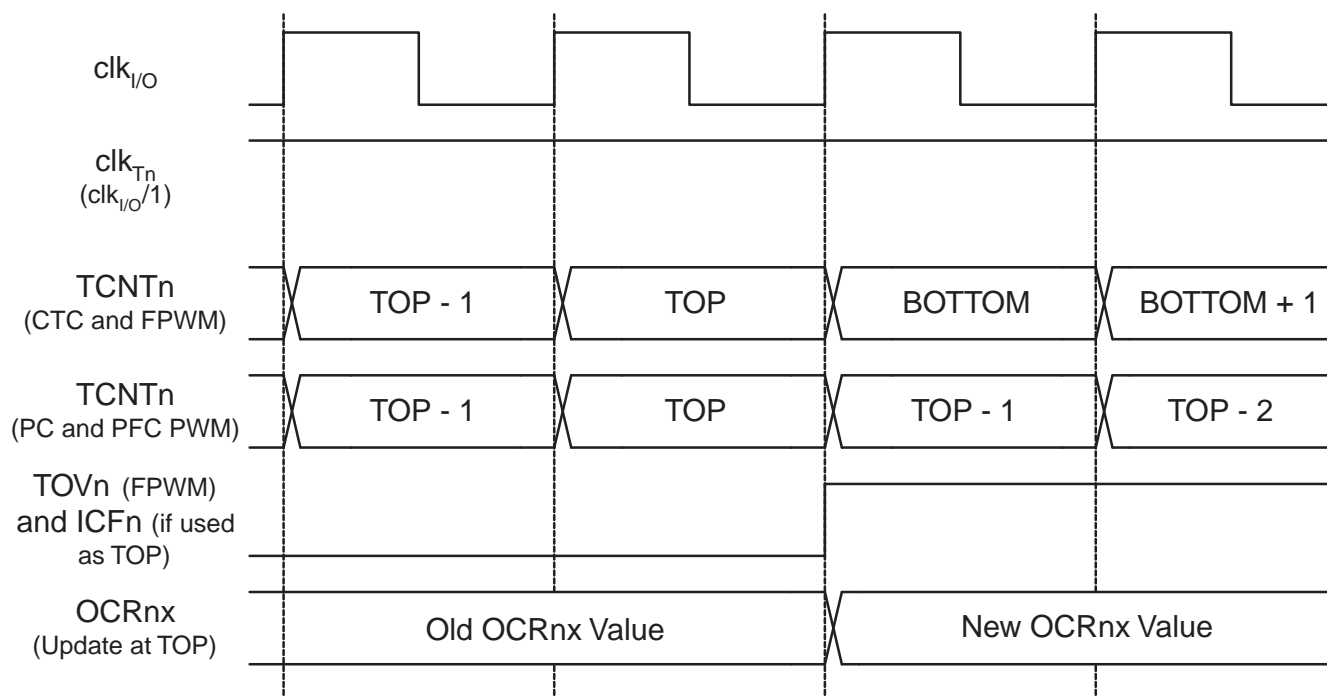 clkI/O
clkTn
(clkI/O/1)
TCNTn
(CTC and FPWM)
TOP - 1
TOP
BOTTOM
BOTTOM + 1
TCNTn
(PC and PFC PWM)
TOP - 1
TOP
TOP - 1
TOP - 2
TOVn (FPWM)
and ICFn (if used
as TOP)
OCRnx
(Update at TOP)
Old OCRnx Value
New OCRnx Value